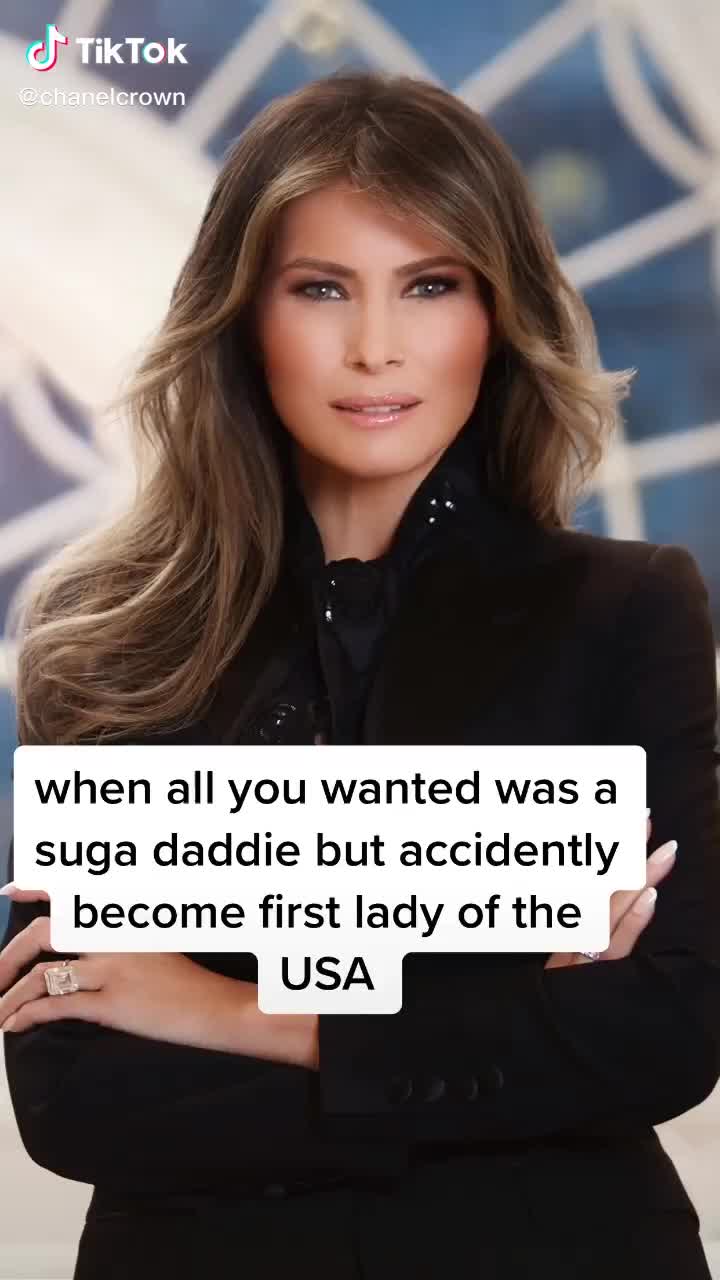 TikTok
@chanelcrown
when all you wanted was a
suga daddie but accidently
become first lady of the
USA